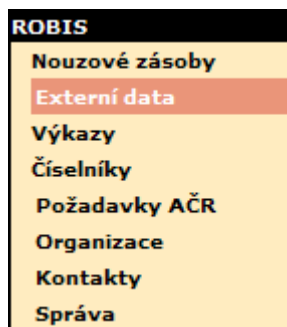 ROBIS
Nouzové zásoby
Externí data
Výkazy
Číselníky
Požadavky AČR
Organizace
Kontakty
Správa